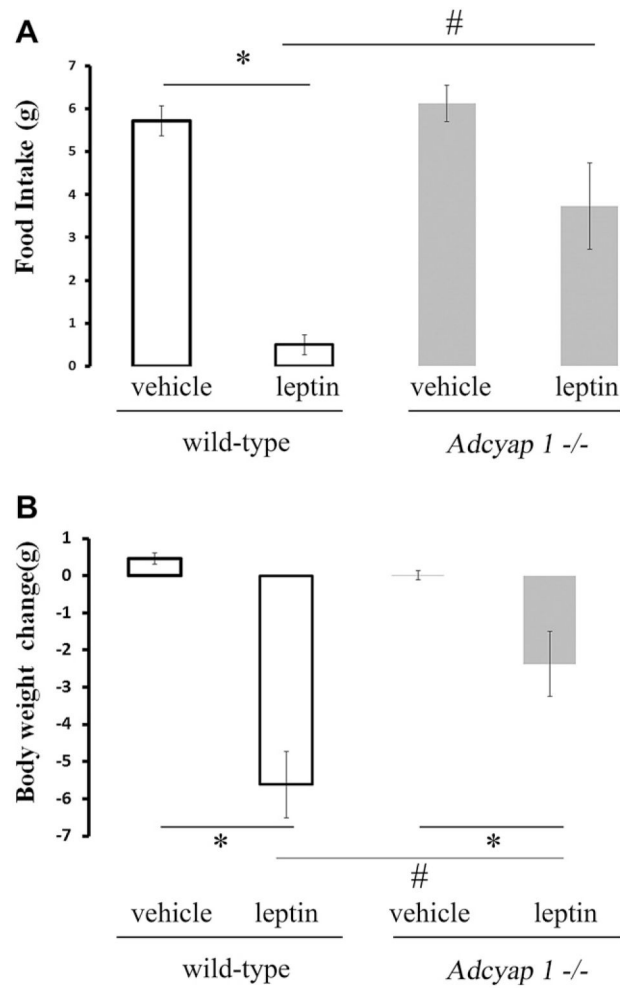 A
#
*
Food Intake (g)
7
6
5
4
3
2
1
0
vehicle leptin vehicle leptin
wild-type Adcyap 1 -/-
B
Body weight change(g)
1
0
-1
-2
-3
-4
-5
-6
-7
* *
#
vehicle leptin vehicle leptin
wild-type Adcyap 1 -/-